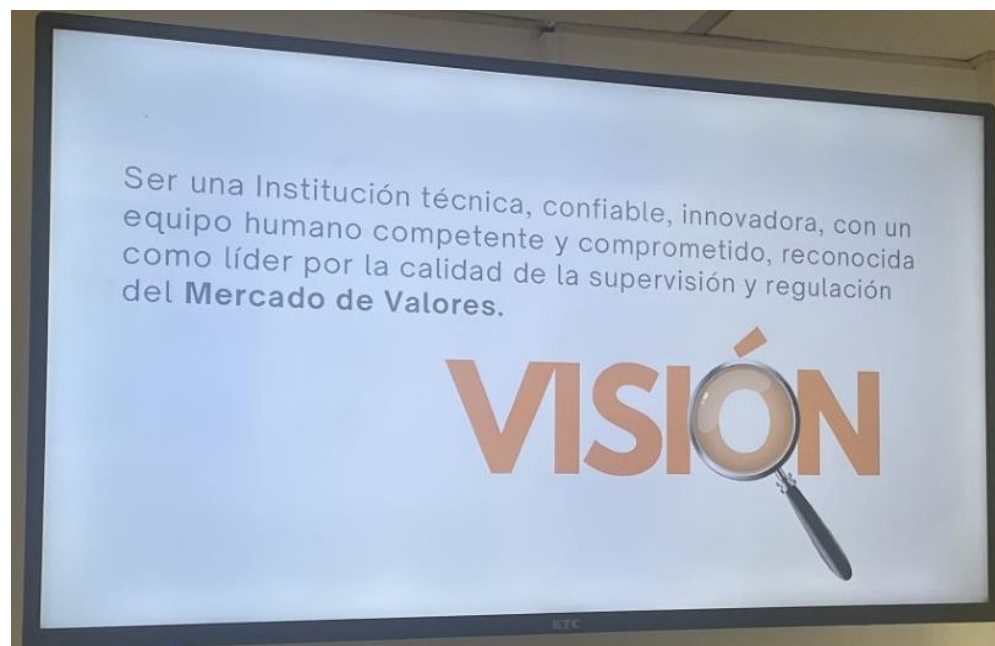 Ser una Institución técnica, confiable, innovadora, con un
equipo humano competente y comprometido, reconocida
como líder por la calidad de la supervisión y regulación
del Mercado de Valores.
VISIÓN
KTC